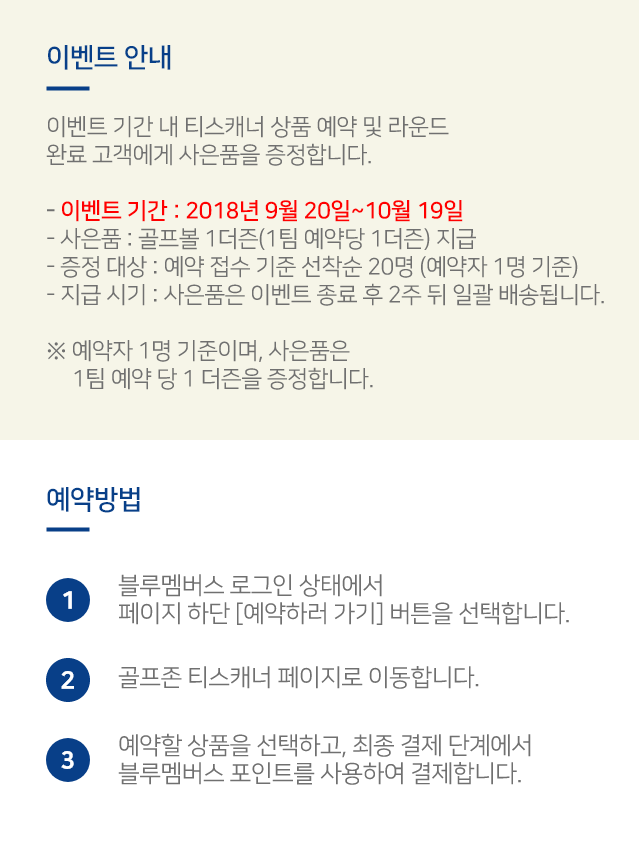 이벤트 안내
이벤트 기간 내 티스캐너 상품 예약 및 라운드
완료 고객에게 사은품을 증정합니다.
- 이벤트 기간 : 2018년 9월 20일~10월 19일
- 사은품 : 골프볼 1더즌(1팀 예약당 1더즌) 지급
- 증정 대상 : 예약 접수 기준 선착순 20명 (예약자 1명 기준)
- 지급 시기 : 사은품은 이벤트 종료 후 2주 뒤 일괄 배송됩니다.
※ 예약자 1명 기준이며, 사은품은
1팀 예약 당 1 더즌을 증정합니다.
예약방법
1 블루멤버스 로그인 상태에서
페이지 하단 [예약하러 가기] 버튼을 선택합니다.
2 골프존 티스캐너 페이지로 이동합니다.
3 예약할 상품을 선택하고, 최종 결제 단계에서
블루멤버스 포인트를 사용하여 결제합니다.